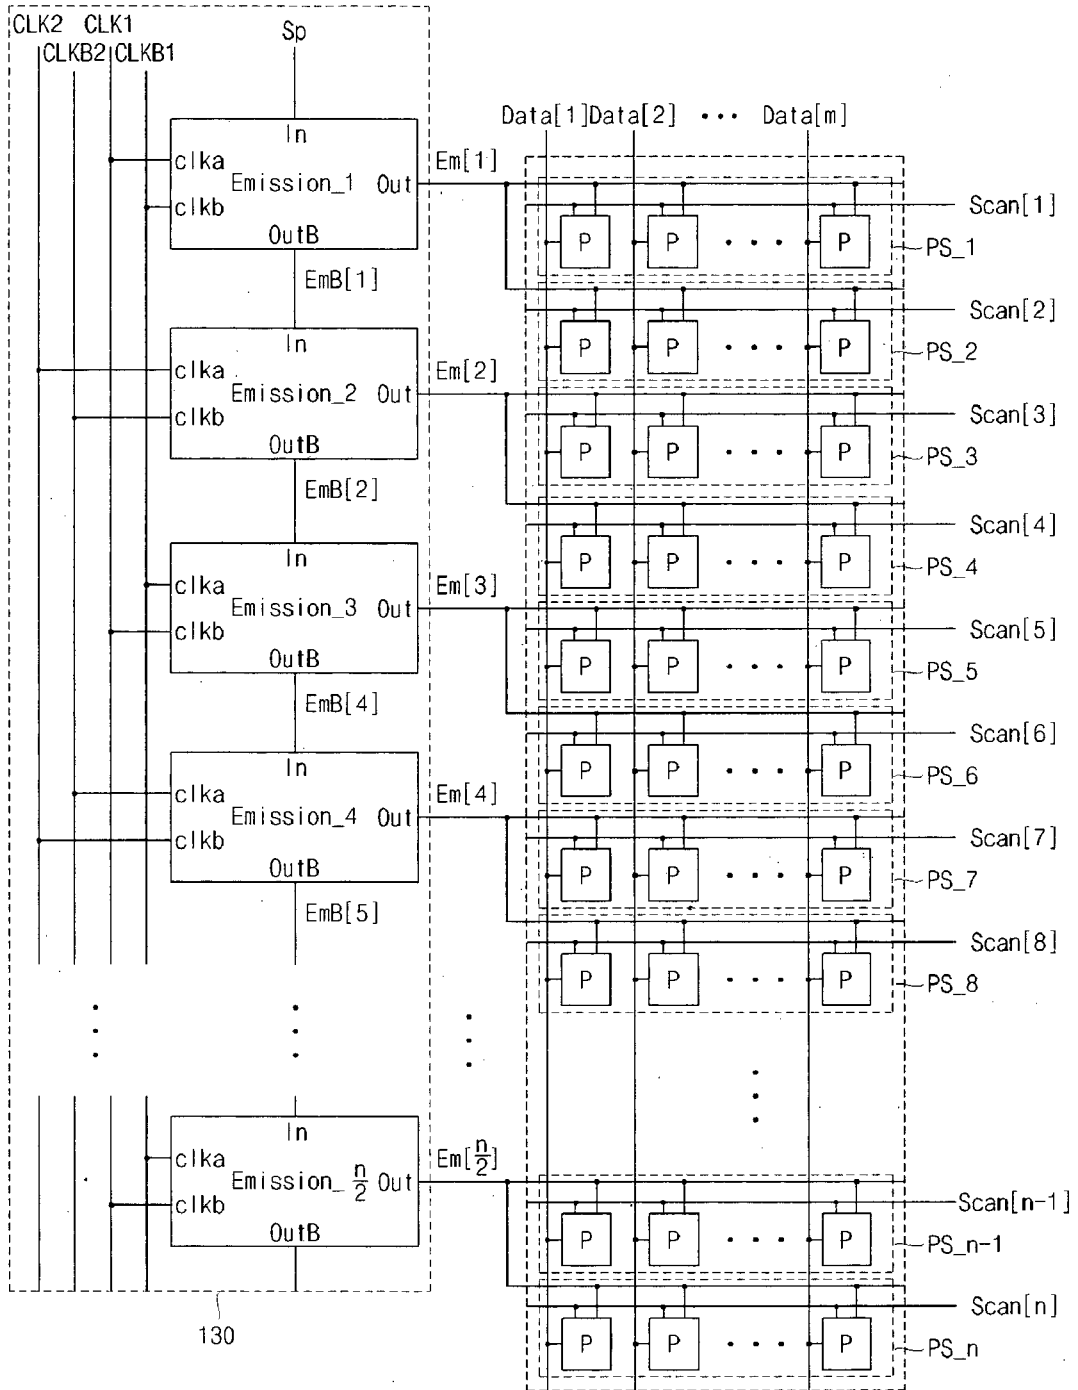 CLK2 CLK1
CLKB2 CLKB1
Sp
Data[1] Data[2] ••• Data[m]
In
clka
Emission_1 Out
clkb
OutB
Em[1]
EmB[1]
P P •••• P
Scan[1]
PS_1
P P •••• P
Scan[2]
PS_2
In
clka
Emission_2 Out
clkb
OutB
Em[2]
EmB[2]
P P •••• P
Scan[3]
PS_3
P P •••• P
Scan[4]
PS_4
In
clka
Emission_3 Out
clkb
OutB
Em[3]
EmB[4]
P P •••• P
Scan[5]
PS_5
P P •••• P
Scan[6]
PS_6
In
clka
Emission_4 Out
clkb
OutB
Em[4]
EmB[5]
P P •••• P
Scan[7]
PS_7
P P •••• P
Scan[8]
PS_8
In
clka
Emission_n/2 Out
clkb
OutB
Em[n/2]
P P •••• P
Scan[n-1]
PS_n-1
P P •••• P
Scan[n]
PS_n
130